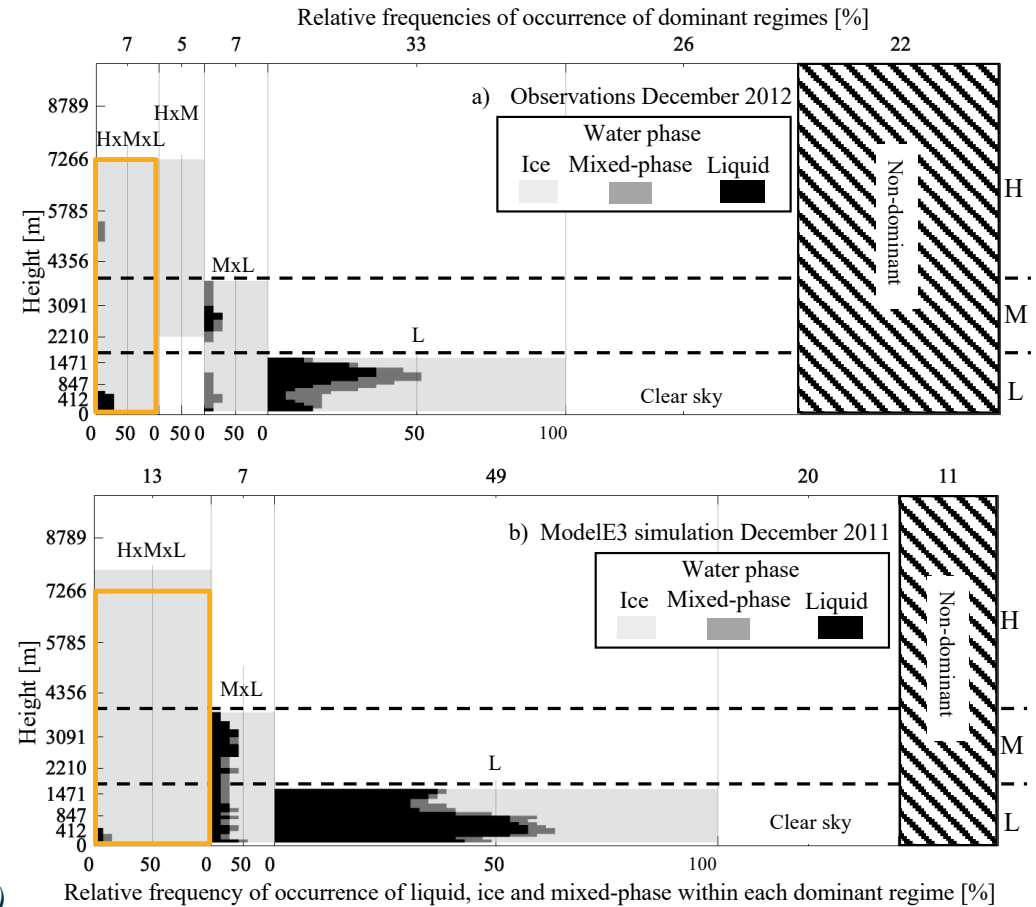 Relative frequencies of occurrence of dominant regimes [%]
7 5 7 33 26 22
a) Observations December 2012
Water phase
Ice Mixed-phase Liquid
HxM
HxMxL
MxL
L
Clear sky
Non-dominant
H
M
L
Height [m]
8789
7266
5785
4356
3091
2210
1471
847
412
0
0 50 0 50 0 50 0 50 100
13 7 49 20 11
b) ModelE3 simulation December 2011
Water phase
Ice Mixed-phase Liquid
HxMxL
MxL
L
Clear sky
Non-dominant
H
M
L
Height [m]
8789
7266
5785
4356
3091
2210
1471
847
412
0
0 50 0 50 0 50 100
) Relative frequency of occurrence of liquid, ice and mixed-phase within each dominant regime [%]